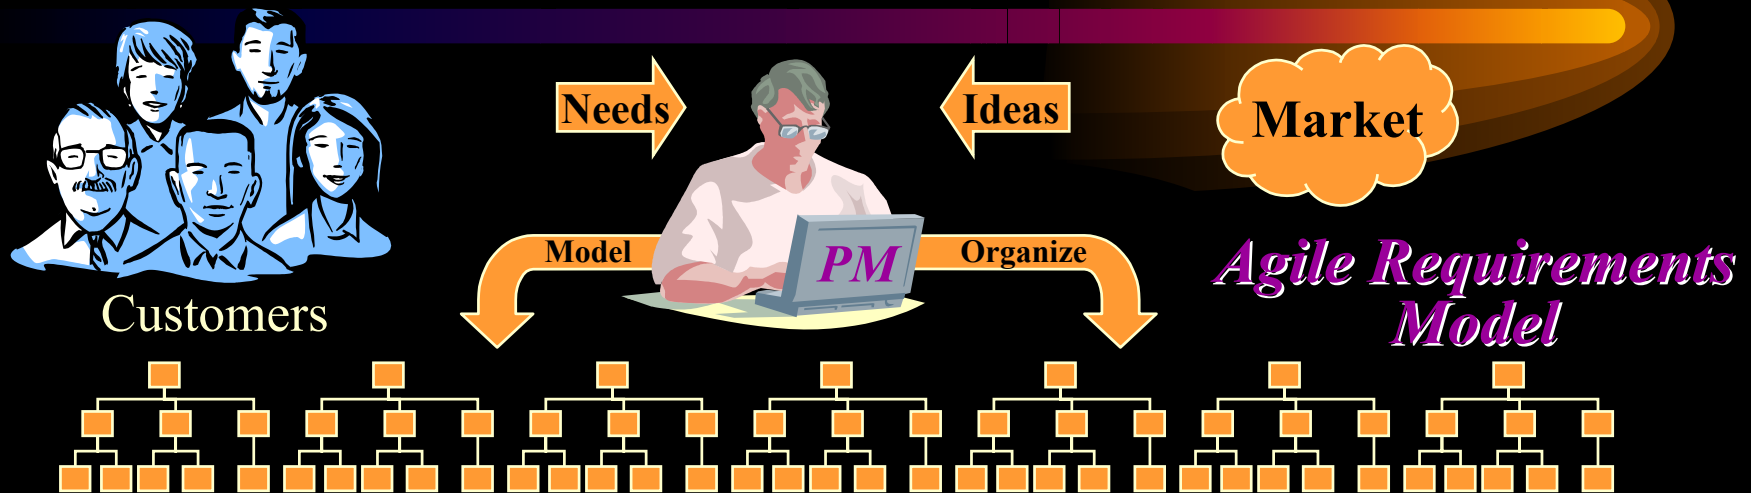 Needs
Ideas
Market
Model
PM
Organize
Agile Requirements
Model
Customers